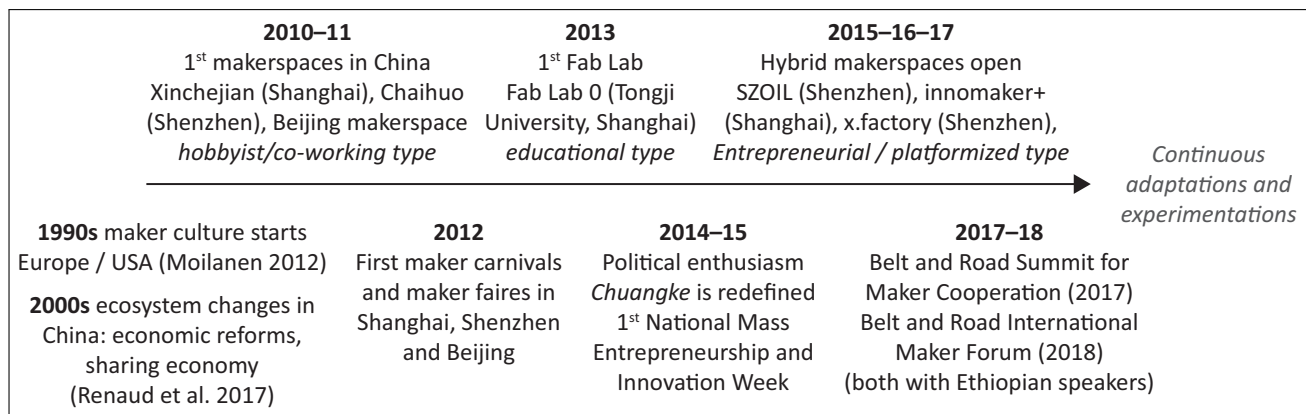 2010–11
1st makerspaces in China
Xinchejian (Shanghai), Chaihuo
(Shenzhen), Beijing makerspace
hobbyist/co-working type
2013
1st Fab Lab
Fab Lab 0 (Tongji
University, Shanghai)
educational type
2015–16–17
Hybrid makerspaces open
SZOIL (Shenzhen), innomaker+
(Shanghai), x.factory (Shenzhen),
Entrepreneurial / platformized type
Continuous
adaptations and
experimentations
1990s maker culture starts
Europe / USA (Moilanen 2012)
2000s ecosystem changes in
China: economic reforms,
sharing economy
(Renaud et al. 2017)
2012
First maker carnivals
and maker faires in
Shanghai, Shenzhen
and Beijing
2014–15
Political enthusiasm
Chuangke is redefined
1st National Mass
Entrepreneurship and
Innovation Week
2017–18
Belt and Road Summit for
Maker Cooperation (2017)
Belt and Road International
Maker Forum (2018)
(both with Ethiopian speakers)